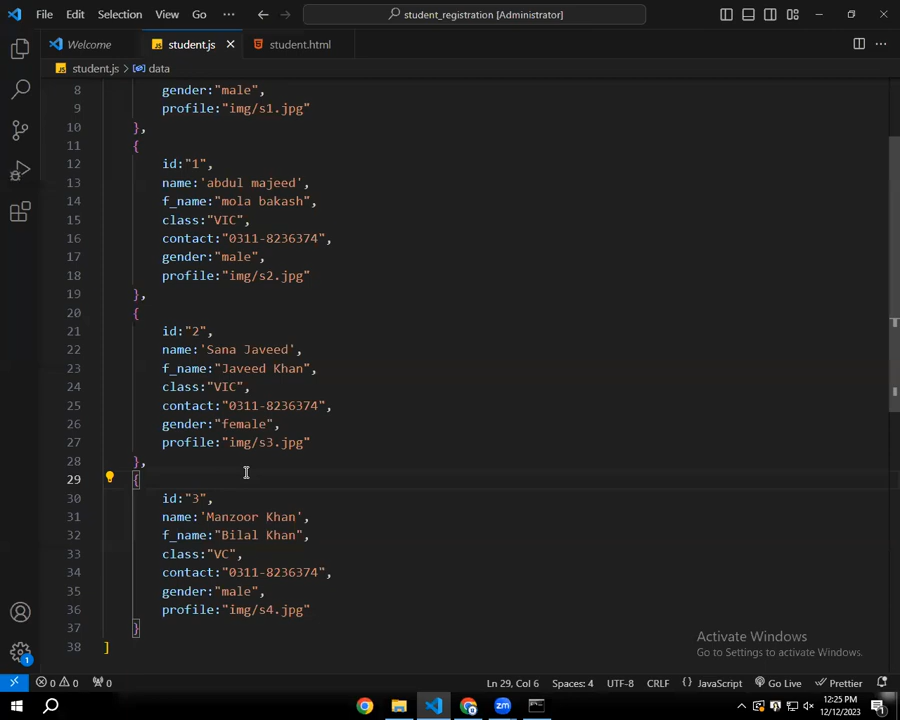 File Edit Selection View Go ··· student_registration [Administrator]
Welcome student.js student.html
student.js > data
8 gender:"male",
9 profile:"img/s1.jpg"
10 },
11 {
12 id:"1",
13 name:'abdul majeed',
14 f_name:"mola bakash",
15 class:"VIC",
16 contact:"0311-8236374",
17 gender:"male",
18 profile:"img/s2.jpg"
19 },
20 {
21 id:"2",
22 name:'Sana Javeed',
23 f_name:"Javeed Khan",
24 class:"VIC",
25 contact:"0311-8236374",
26 gender:"female",
27 profile:"img/s3.jpg"
28 },
29 {
30 id:"3",
31 name:'Manzoor Khan',
32 f_name:"Bilal Khan",
33 class:"VC",
34 contact:"0311-8236374",
35 gender:"male",
36 profile:"img/s4.jpg"
37 }
38 ]
Activate Windows
Go to Settings to activate Windows.
1
0 0 0 Ln 29, Col 6 Spaces: 4 UTF-8 CRLF {} JavaScript Go Live Prettier
12:25 PM
12/12/2023
1